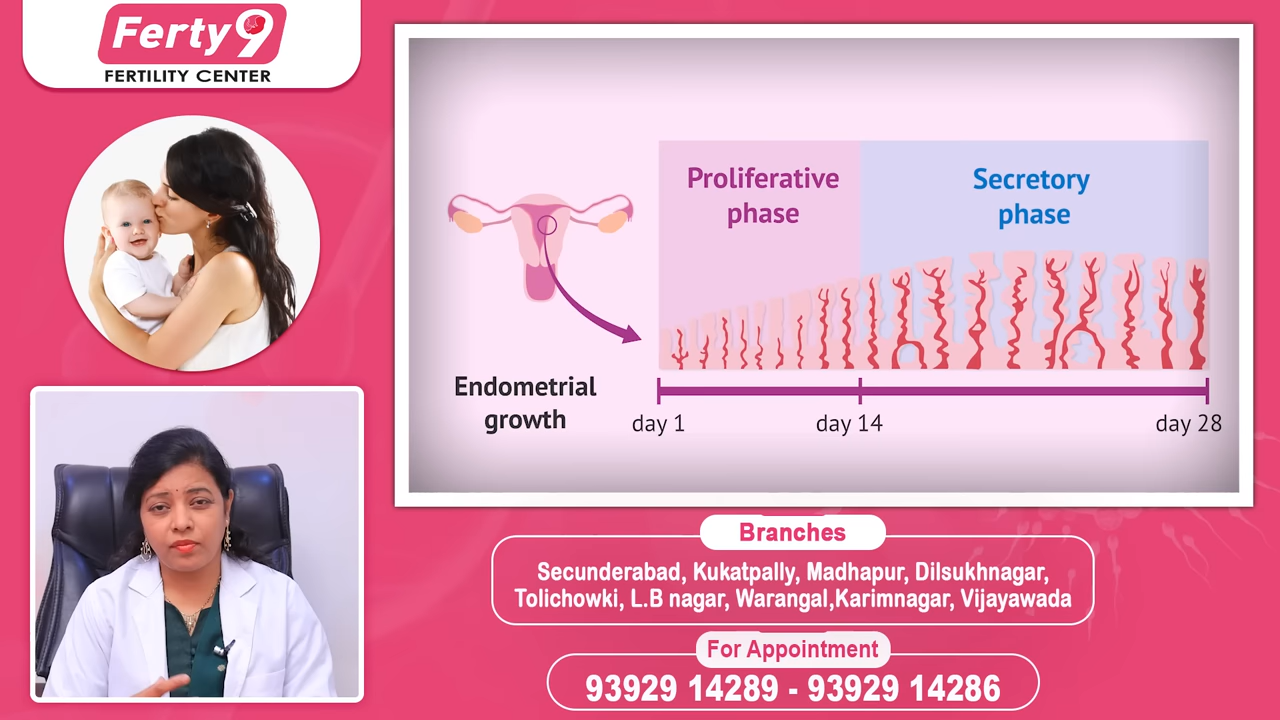 Ferty9
FERTILITY CENTER
Proliferative
phase
Secretory
phase
Endometrial
growth
day 1
day 14
day 28
Branches
Secunderabad, Kukatpally, Madhapur, Dilsukhnagar,
Tolichowki, L.B nagar, Warangal,Karimnagar, Vijayawada
For Appointment
93929 14289 - 93929 14286